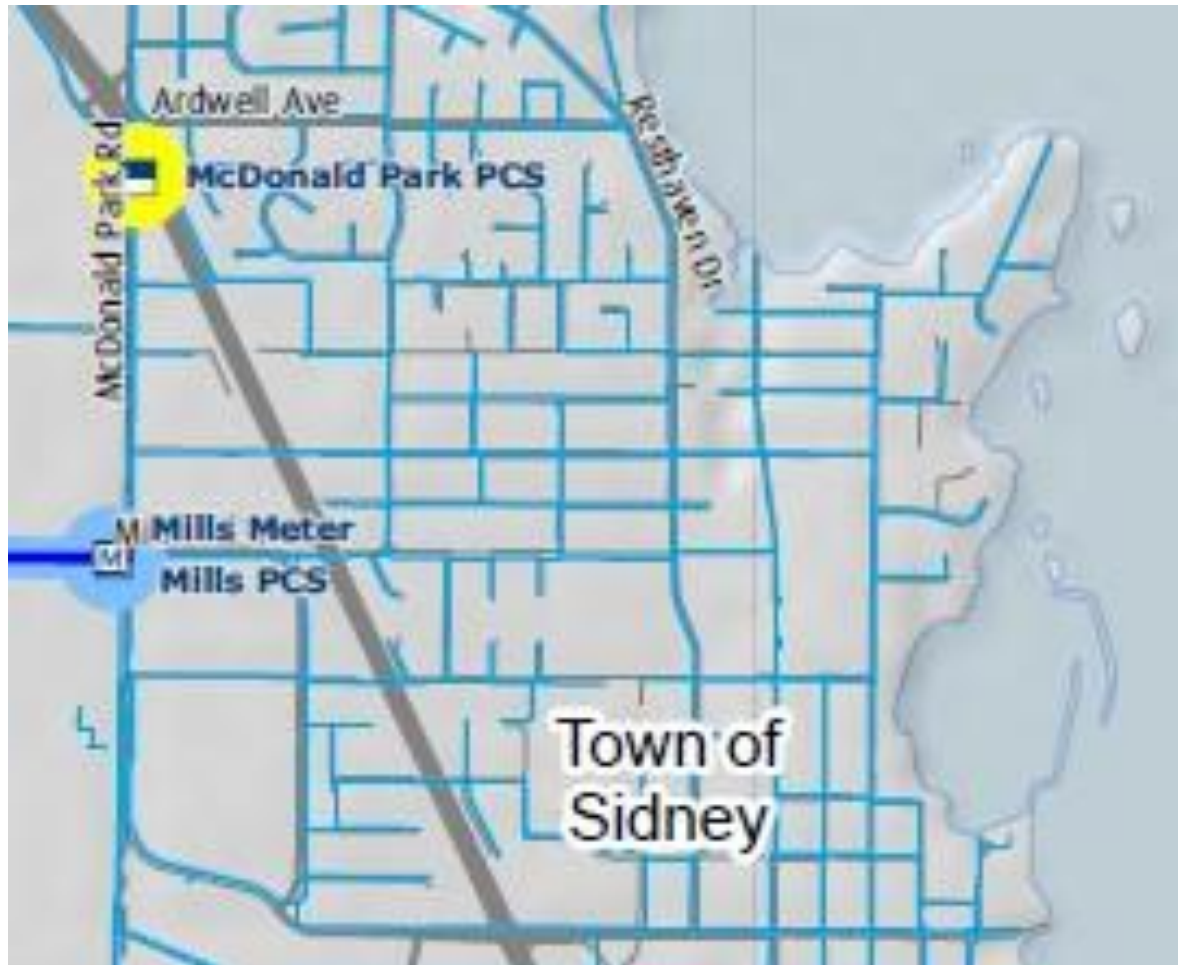 Ardwell Ave
McDonald Park Rd
McDonald Park PCS
Resthaven Dr
M
Mills Meter
M
Mills PCS
Town of
Sidney